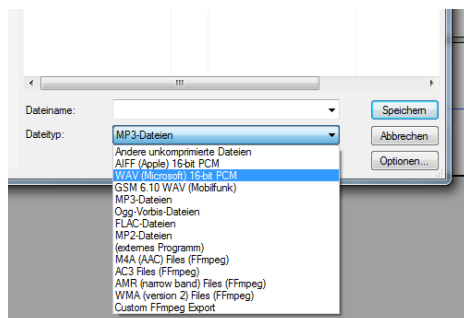 Dateiname:
Speichern
Dateityp:
MP3-Dateien
Abbrechen
Andere unkomprimierte Dateien
AIFF (Apple) 16-bit PCM
Optionen...
WAV (Microsoft) 16-bit PCM
GSM 6.10 WAV (Mobilfunk)
MP3-Dateien
Ogg-Vorbis-Dateien
FLAC-Dateien
MP2-Dateien
(externes Programm)
M4A (AAC) Files (FFmpeg)
AC3 Files (FFmpeg)
AMR (narrow band) Files (FFmpeg)
WMA (version 2) Files (FFmpeg)
Custom FFmpeg Export